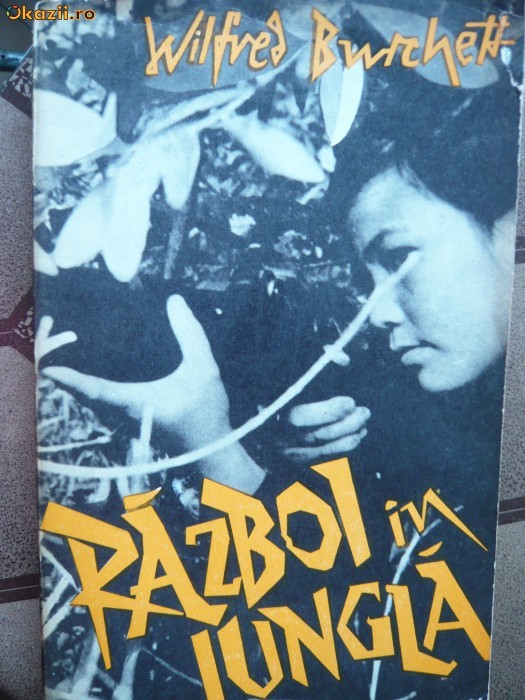 Okazii.ro
Wilfred Burchett
RĂZBOI în
JUNGLĂ